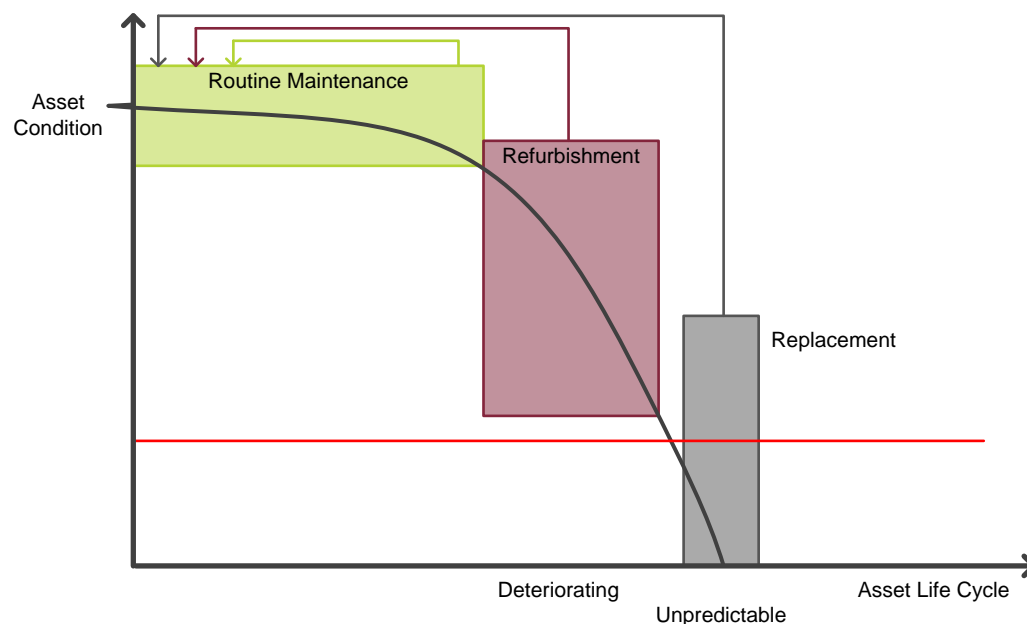 Routine Maintenance
Asset
Condition
Refurbishment
Replacement
Deteriorating
Asset Life Cycle
Unpredictable